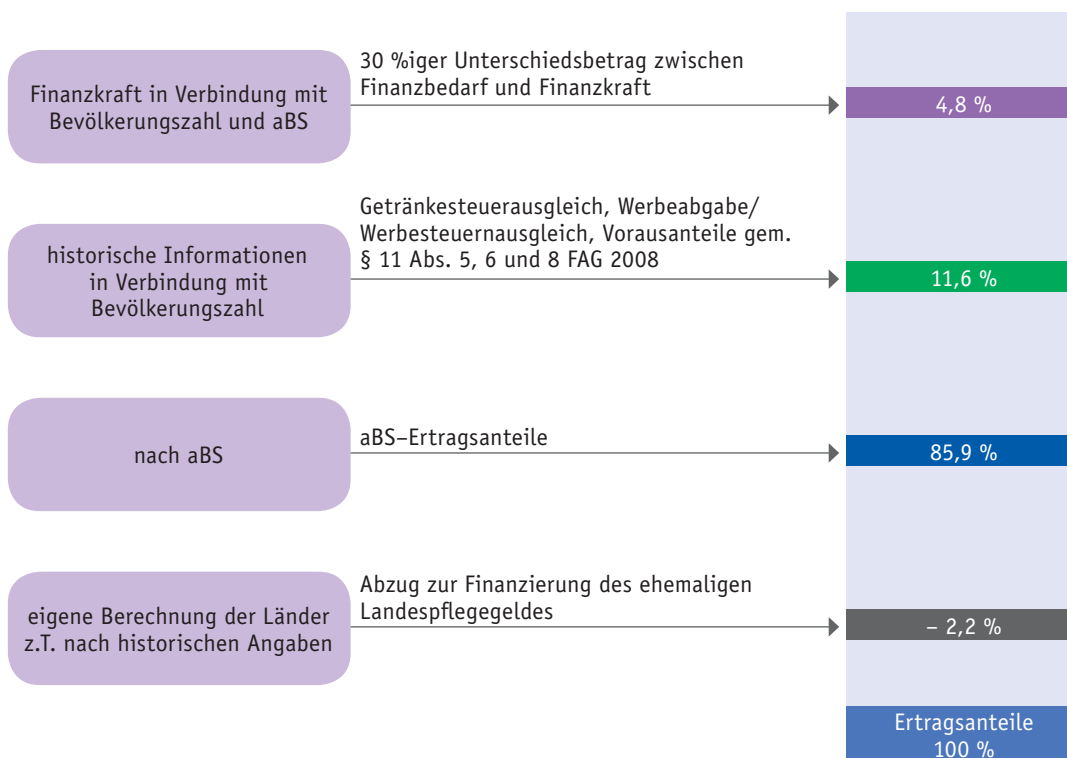 Finanzkraft in Verbindung mit
Bevölkerungszahl und aBS
30 %iger Unterschiedsbetrag zwischen
Finanzbedarf und Finanzkraft
4,8 %
historische Informationen
in Verbindung mit
Bevölkerungszahl
Getränkesteuerausgleich, Werbeabgabe/
Werbesteuernausgleich, Vorausanteile gem.
§ 11 Abs. 5, 6 und 8 FAG 2008
11,6 %
nach aBS
aBS–Ertragsanteile
85,9 %
eigene Berechnung der Länder
z.T. nach historischen Angaben
Abzug zur Finanzierung des ehemaligen
Landespflegegeldes
– 2,2 %
Ertragsanteile
100 %